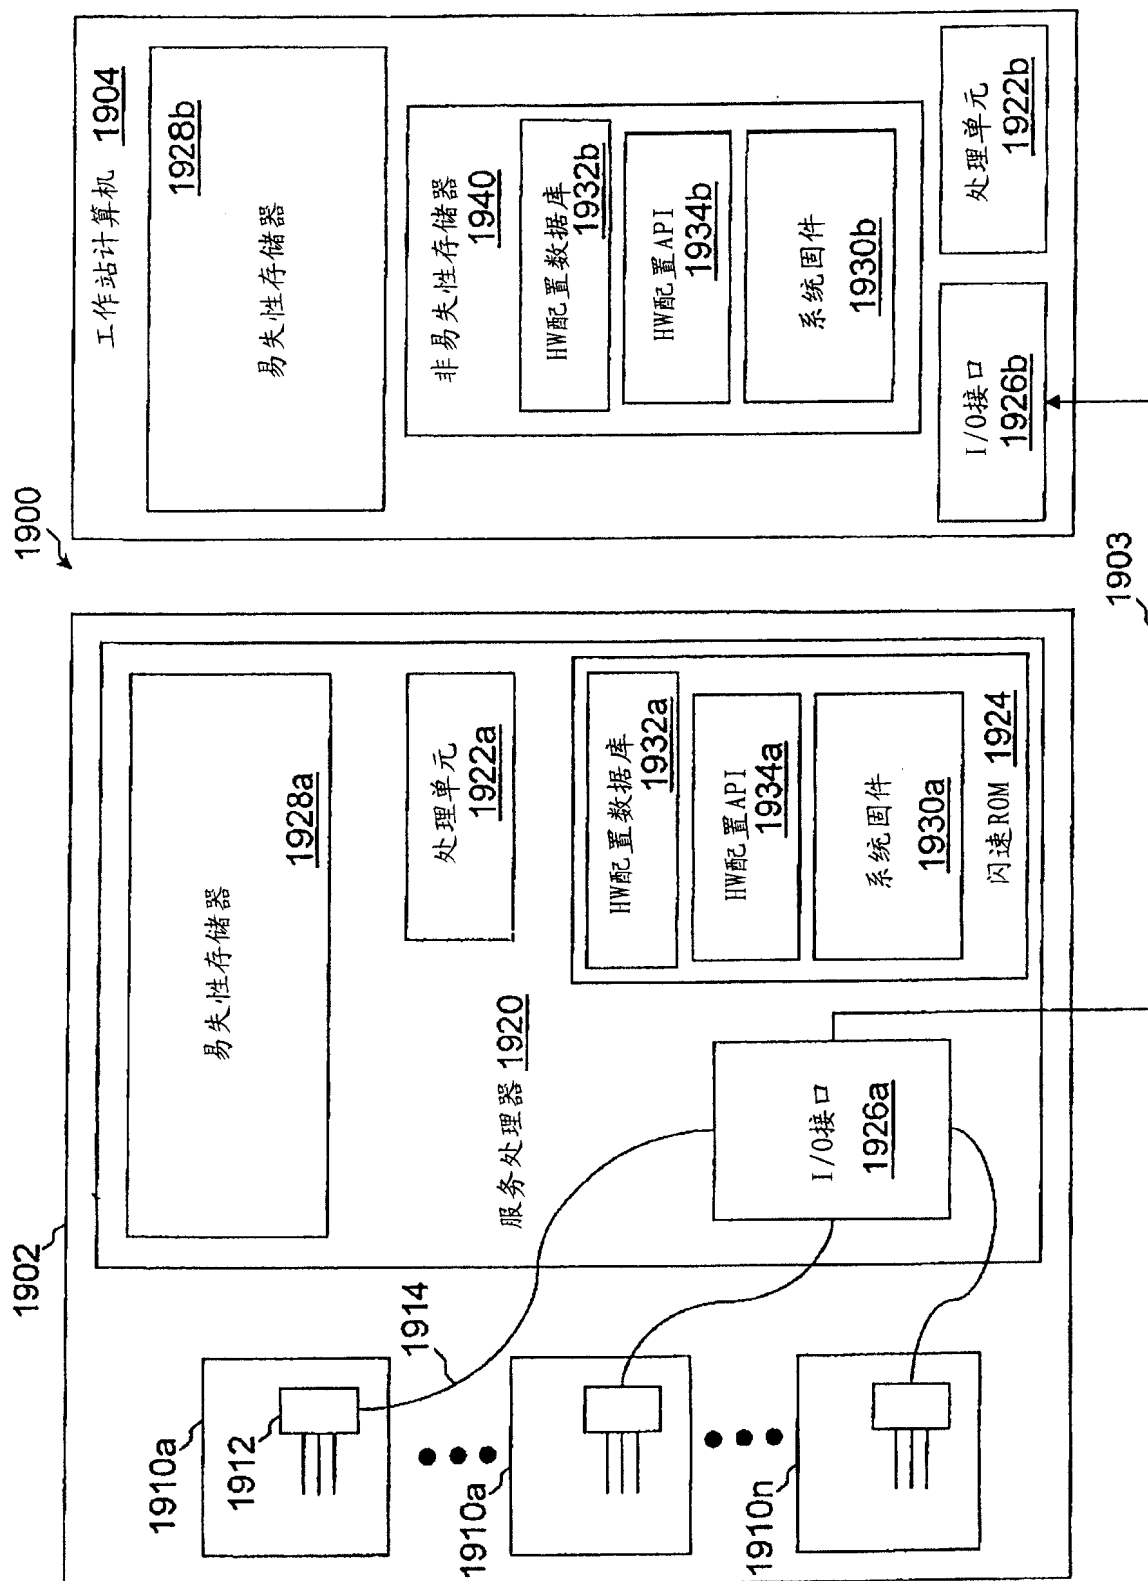 1900
1902
1910a
1912
1914
1910a
1910n
易失性存储器
1928a
服务处理器 1920
处理单元
1922a
I/O接口
1926a
HW配置数据库
1932a
HW配置API
1934a
系统固件
1930a
闪速ROM 1924
1903
工作站计算机 1904
易失性存储器
1928b
非易失性存储器
1940
HW配置数据库
1932b
HW配置API
1934b
系统固件
1930b
I/O接口
1926b
处理单元
1922b